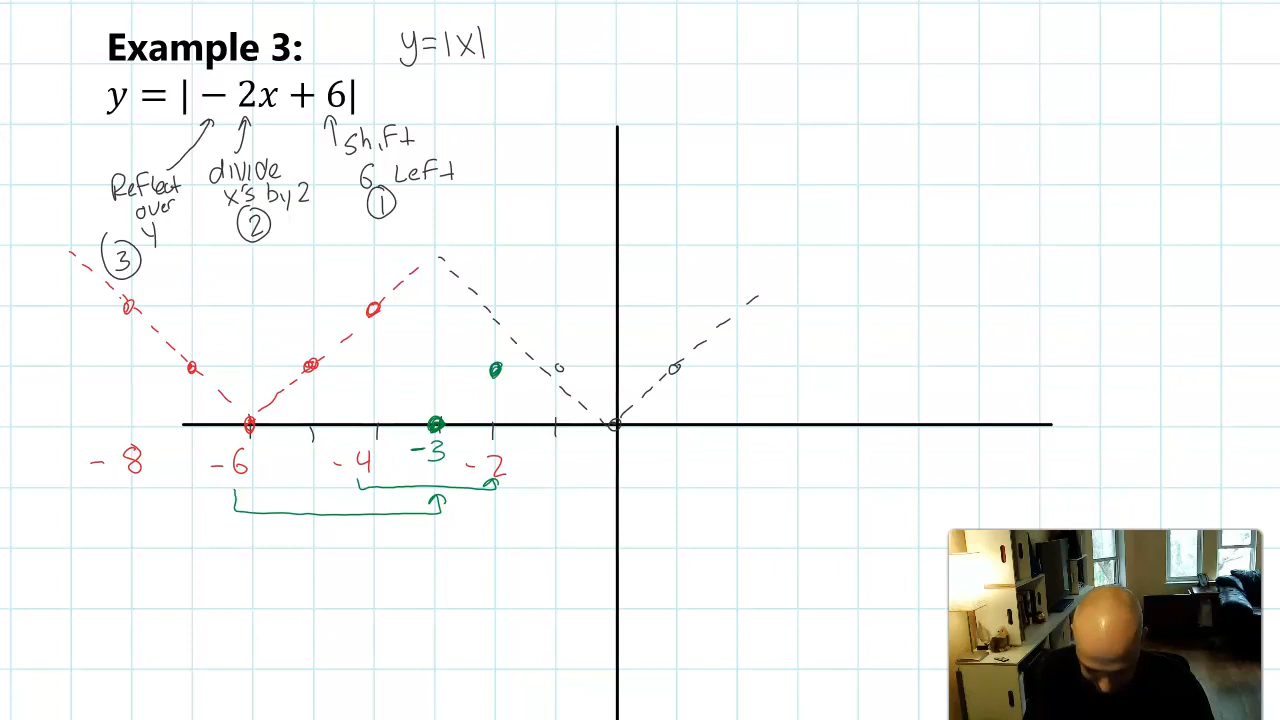 Example 3:
y=|x|
y = | − 2x + 6|
Shift
6 Left
1
divide
x's by 2
2
Reflect
over
y
3
- 8
- 6
- 4
- 3
- 2